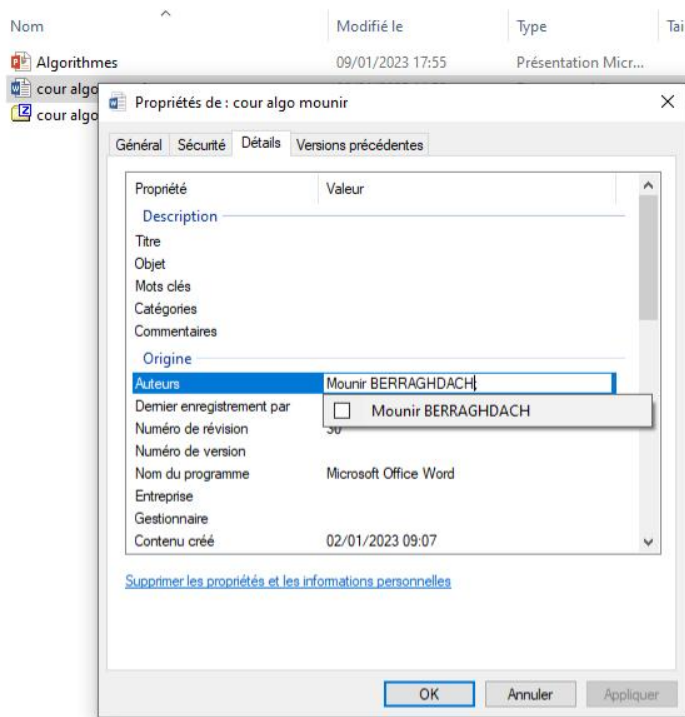 Nom Modifié le Type Tai
Algorithmes 09/01/2023 17:55 Présentation Micr...
cour algo
cour algo
Propriétés de : cour algo mounir
Général Sécurité Détails Versions précédentes
Propriété Valeur
Description
Titre
Objet
Mots clés
Catégories
Commentaires
Origine
Auteurs Mounir BERRAGHDACH;
Dernier enregistrement par Mounir BERRAGHDACH
Numéro de révision 30
Numéro de version
Nom du programme Microsoft Office Word
Entreprise
Gestionnaire
Contenu créé 02/01/2023 09:07
Supprimer les propriétés et les informations personnelles
OK Annuler Appliquer